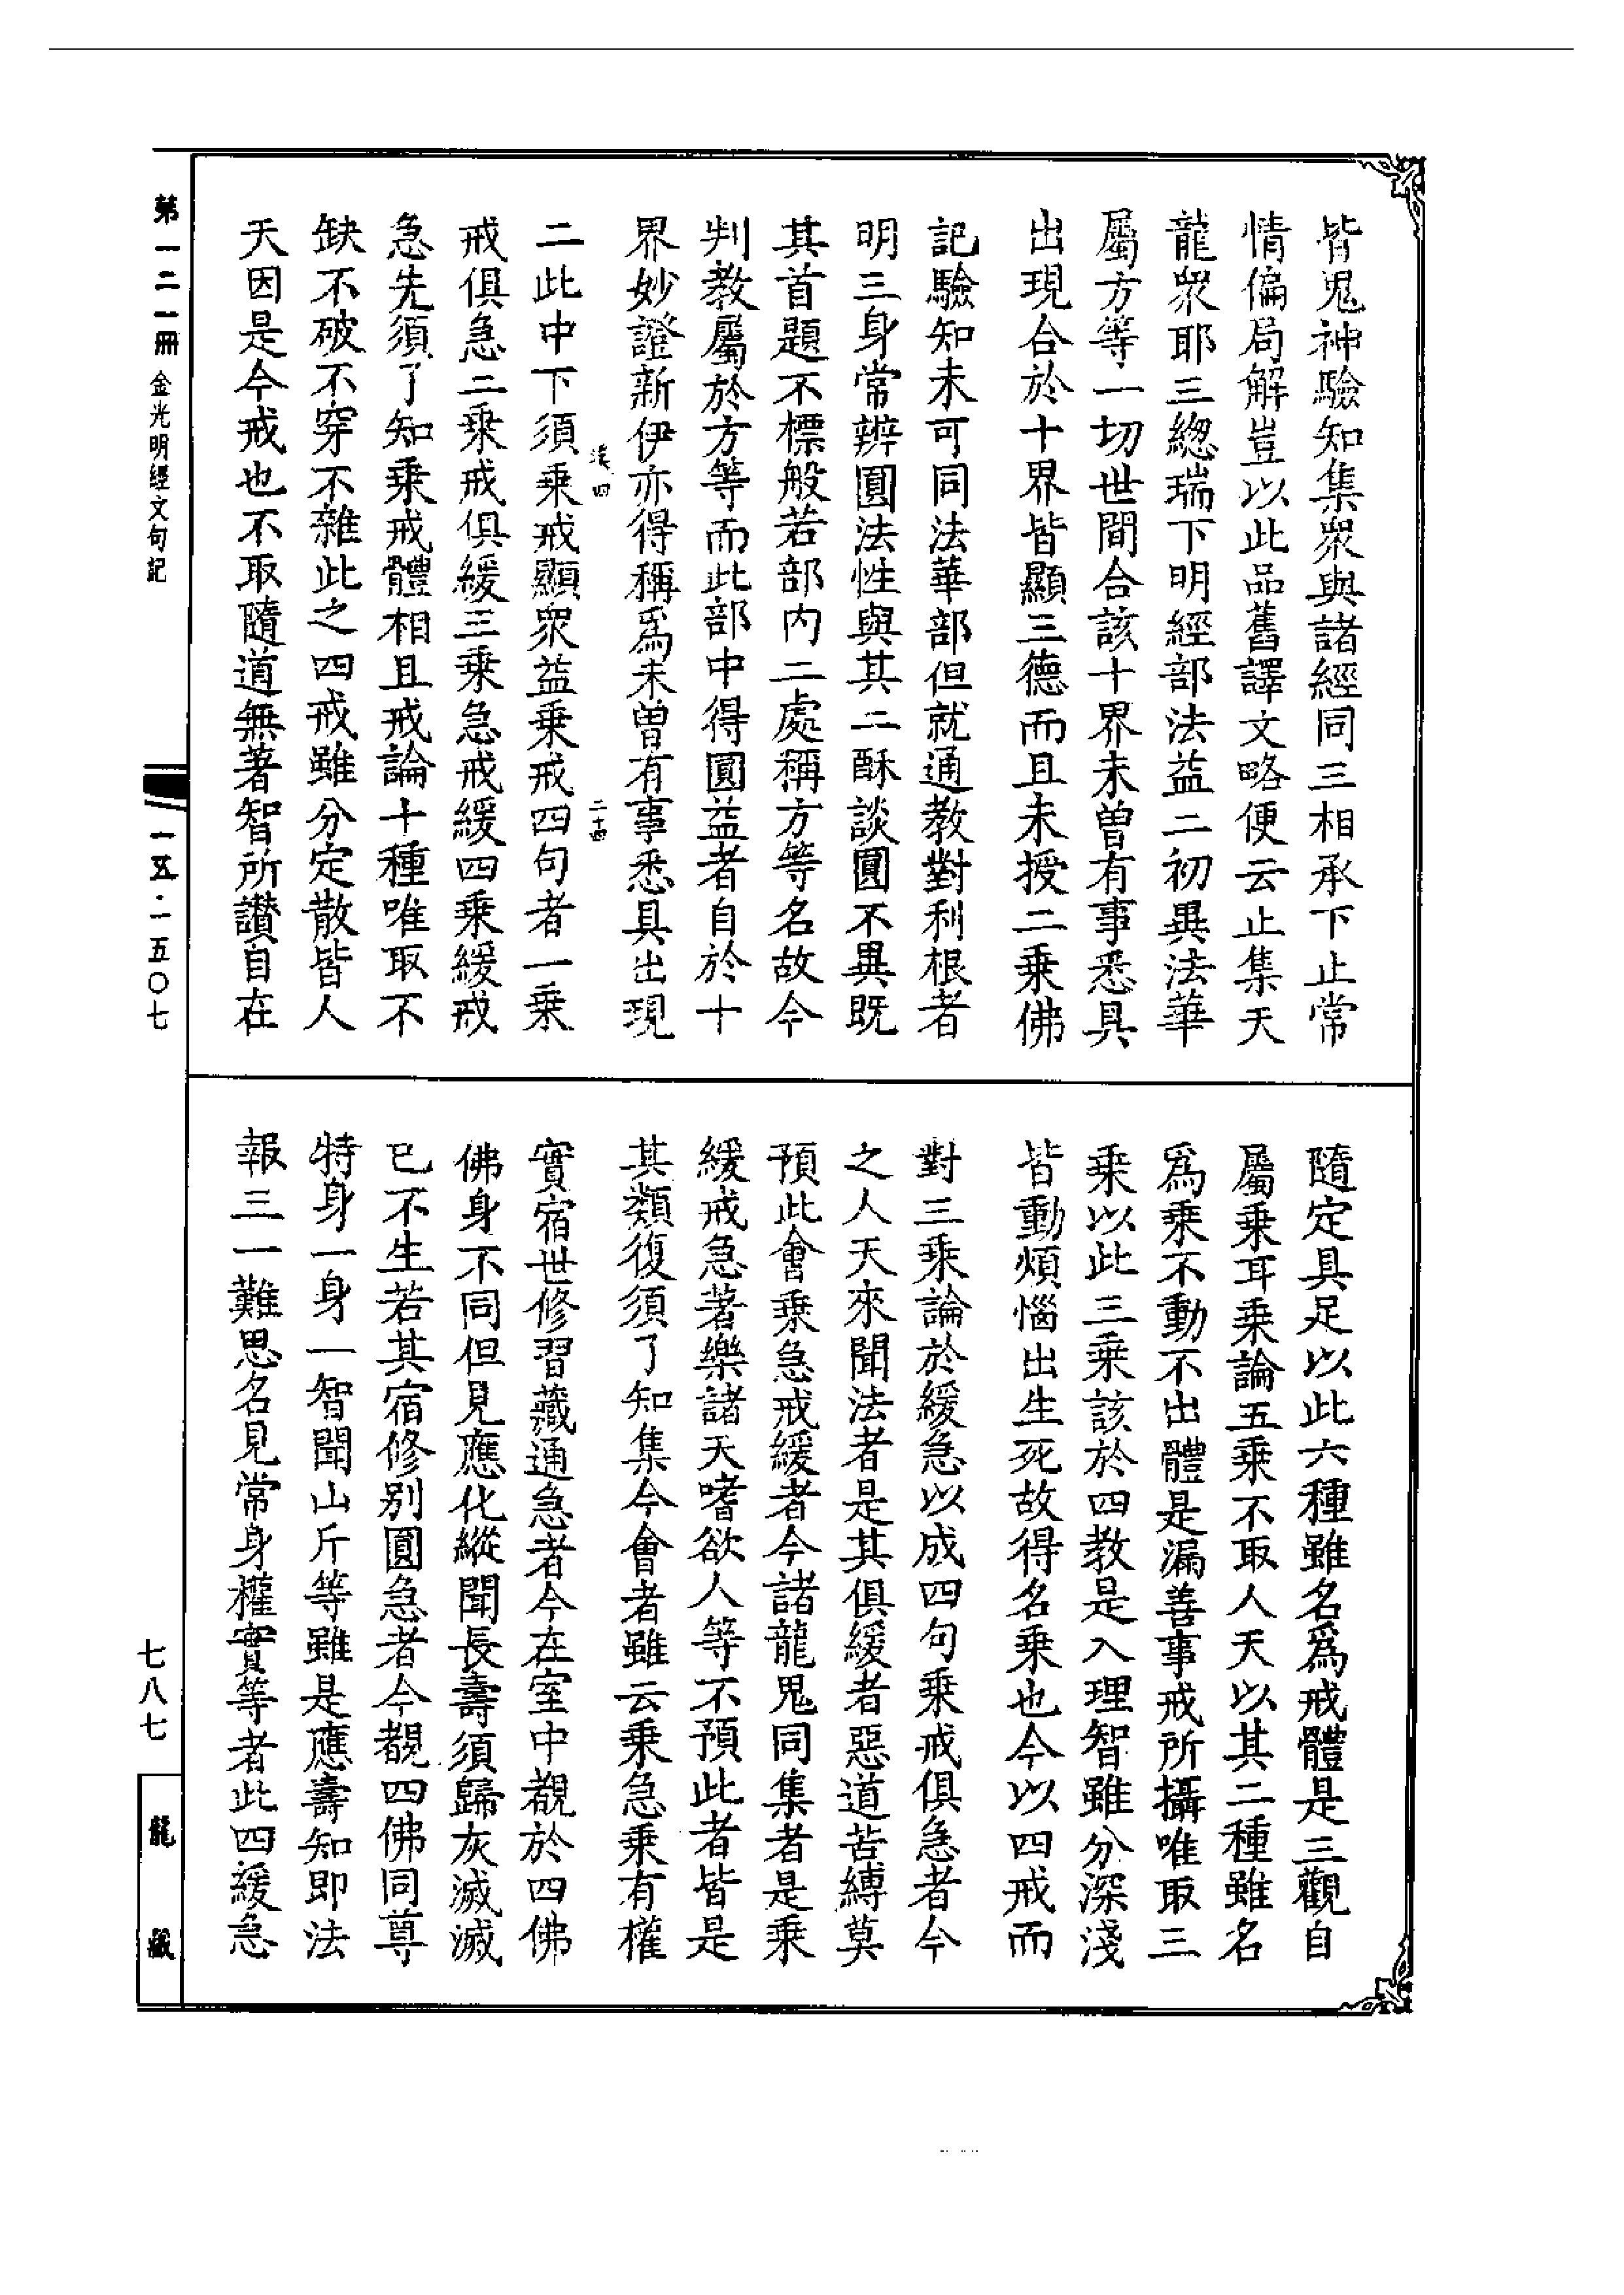 皆鬼神驗知集衆與諸經同三相承下止常
情偏局解豈以此品舊譯文略便云止集天
龍衆耶三總瑞下明經部法益二初異法華
屬方等一切世間合該十界未曾有事悉具
出現合於十界皆顯三德而且未授二乘佛
記驗知未可同法華部但就通教對利根者
明三身常辨圓法性與其二酥談圓不異既
其首題不標般若部内二處稱方等名故今
判教屬於方等而此部中得圓益者自於十
界妙證新伊亦得稱爲未曾有事悉具出現
二十四
二此中下須乘戒顯衆益乘戒四句者一乘
戒俱急二乘戒俱緩三乘急戒緩四乘緩戒
急先須了知乘戒體相且戒論十種唯取不
缺不破不穿不雜此之四戒雖分定散皆人
天因是今戒也不取隨道無著智所讃自在
隨定具足以此六種雖名爲戒體是三觀自
屬乘耳乘論五乘不取人天以其二種雖名
爲乘不動不出體是漏善事戒所攝唯取三
乘以此三乘該於四教是入理智雖分深淺
皆動煩惱出生死故得名乘也今以四戒而
對三乘論於緩急以成四句乘戒俱急者今
之人天來聞法者是其俱緩者惡道苦縛莫
預此會乘急戒緩者今諸龍鬼同集者是乘
緩戒急著樂諸天嗜欲人等不預此者皆是
其類復須了知集今會者雖云乘急乘有權
實宿世修習藏通急者今在室中覩於四佛
佛身不同但見應化縱聞長壽須歸灰滅滅
已不生若其宿修别圓急者今覩四佛同尊
特身一身一智聞山斤等雖是應壽知即法
報三一難思名見常身權實等者此四緩急
第一二一冊 金光明經文句記
一五·一五〇七
七八七
龍藏